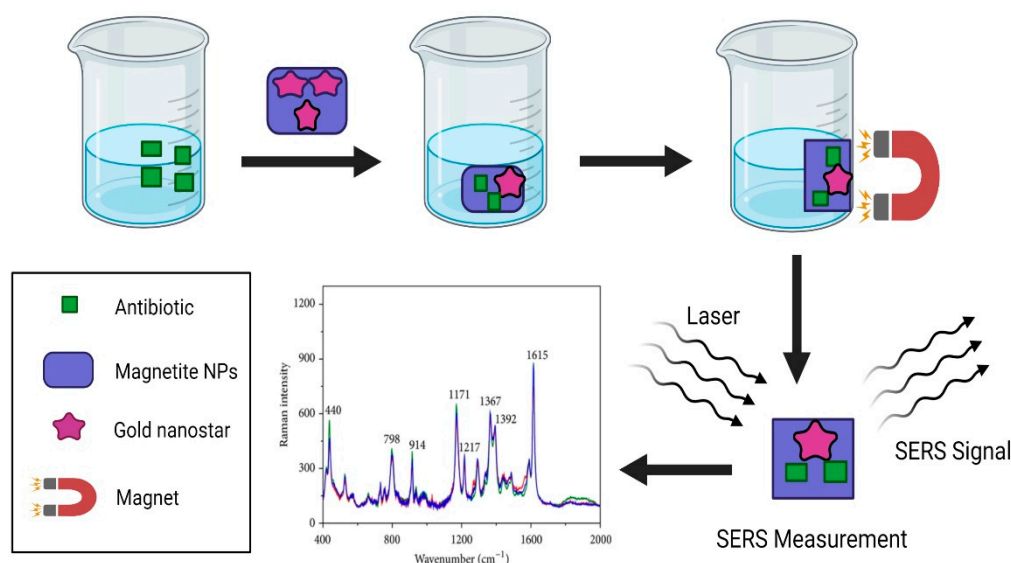 Antibiotic
Magnetite NPs
Gold nanostar
Magnet
1200
900
600
300
0
Raman intensity
440
798
914
1171
1217
1367
1392
1615
400
800
1200
1600
2000
Wavenumber (cm⁻¹)
Laser
SERS Signal
SERS Measurement